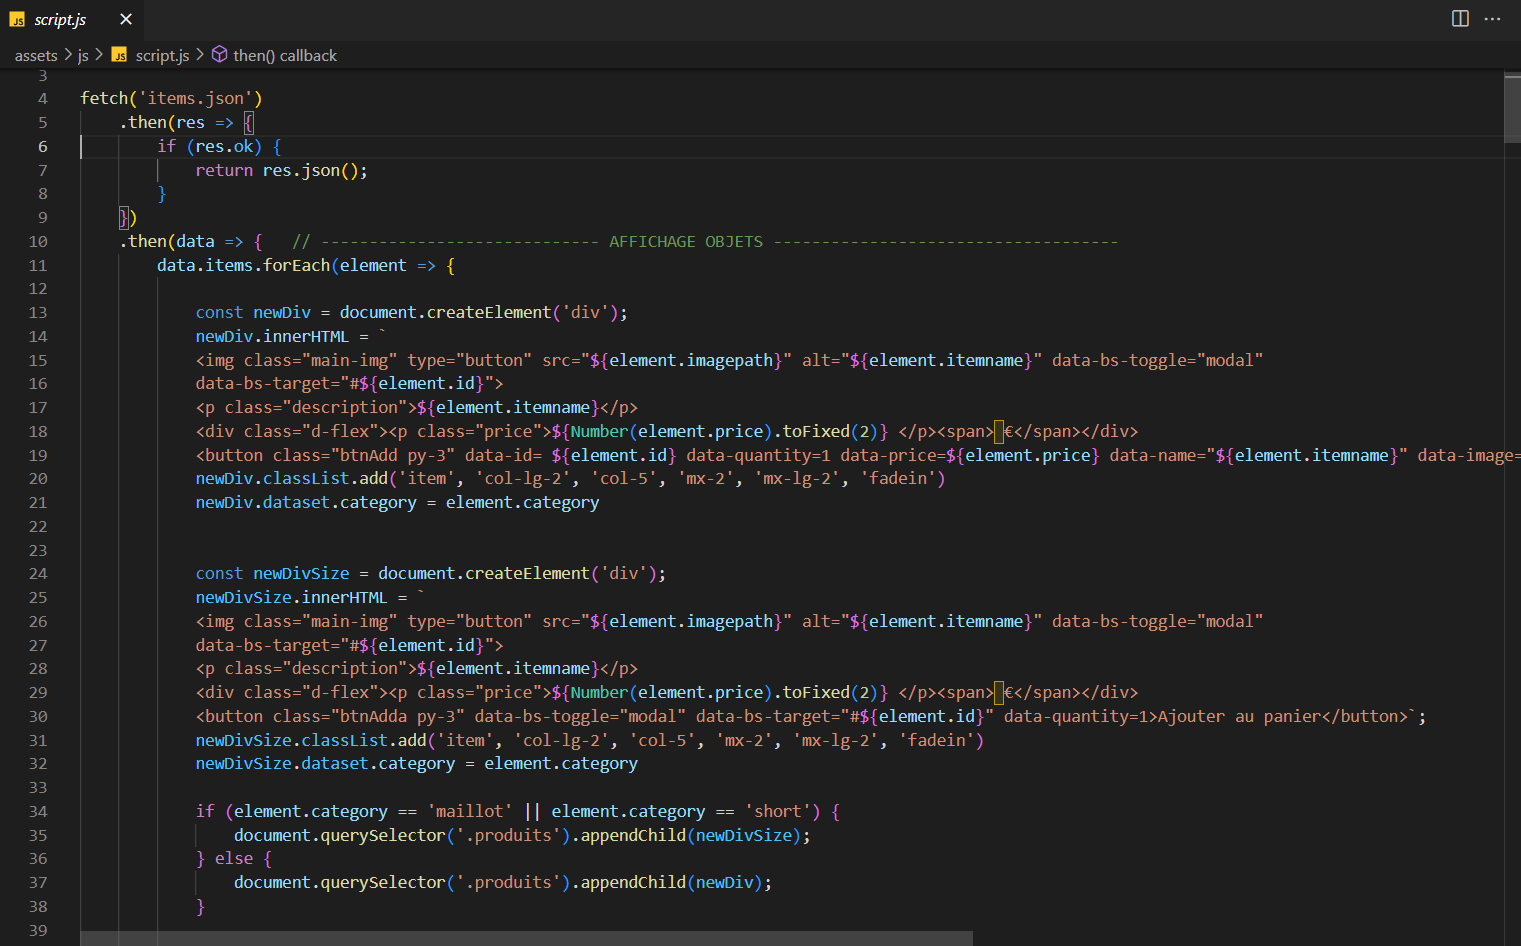 JS script.js ×
assets > js > JS script.js > then() callback
3
4 fetch('items.json')
5 .then(res => {
6 if (res.ok) {
7 return res.json();
8 }
9 })
10 .then(data => { // ----------------------------- AFFICHAGE OBJETS ------------------------------------
11 data.items.forEach(element => {
12
13 const newDiv = document.createElement('div');
14 newDiv.innerHTML = `
15 <img class="main-img" type="button" src="${element.imagepath}" alt="${element.itemname}" data-bs-toggle="modal"
16 data-bs-target="#${element.id}">
17 <p class="description">${element.itemname}</p>
18 <div class="d-flex"><p class="price">${Number(element.price).toFixed(2)} </p><span> €</span></div>
19 <button class="btnAdd py-3" data-id= ${element.id} data-quantity=1 data-price=${element.price} data-name="${element.itemname}" data-image=
20 newDiv.classList.add('item', 'col-lg-2', 'col-5', 'mx-2', 'mx-lg-2', 'fadein')
21 newDiv.dataset.category = element.category
22
23
24 const newDivSize = document.createElement('div');
25 newDivSize.innerHTML = `
26 <img class="main-img" type="button" src="${element.imagepath}" alt="${element.itemname}" data-bs-toggle="modal"
27 data-bs-target="#${element.id}">
28 <p class="description">${element.itemname}</p>
29 <div class="d-flex"><p class="price">${Number(element.price).toFixed(2)} </p><span> €</span></div>
30 <button class="btnAdda py-3" data-bs-toggle="modal" data-bs-target="#${element.id}" data-quantity=1>Ajouter au panier</button>`;
31 newDivSize.classList.add('item', 'col-lg-2', 'col-5', 'mx-2', 'mx-lg-2', 'fadein')
32 newDivSize.dataset.category = element.category
33
34 if (element.category == 'maillot' || element.category == 'short') {
35 document.querySelector('.produits').appendChild(newDivSize);
36 } else {
37 document.querySelector('.produits').appendChild(newDiv);
38 }
39